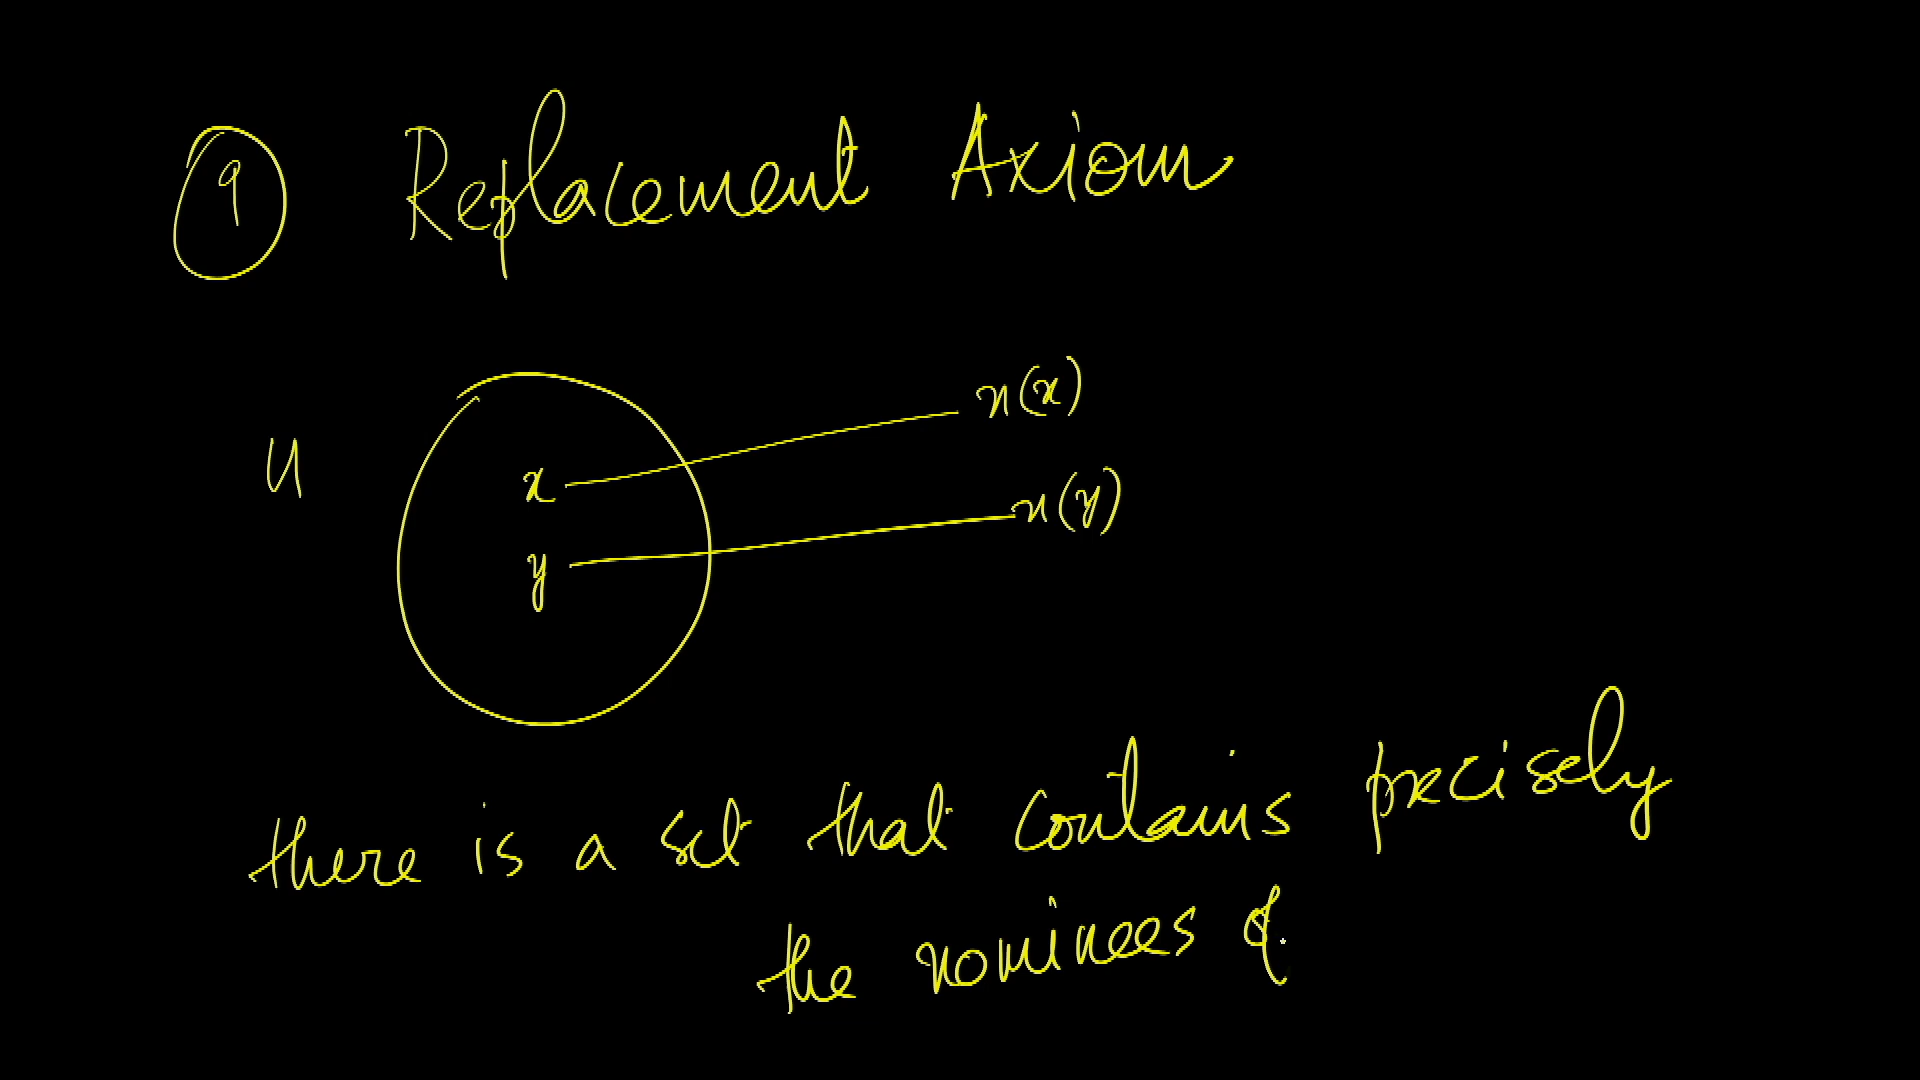 9 Replacement Axiom
n(x)
U x n(y)
y
there is a set that contains precisely
the nominees of